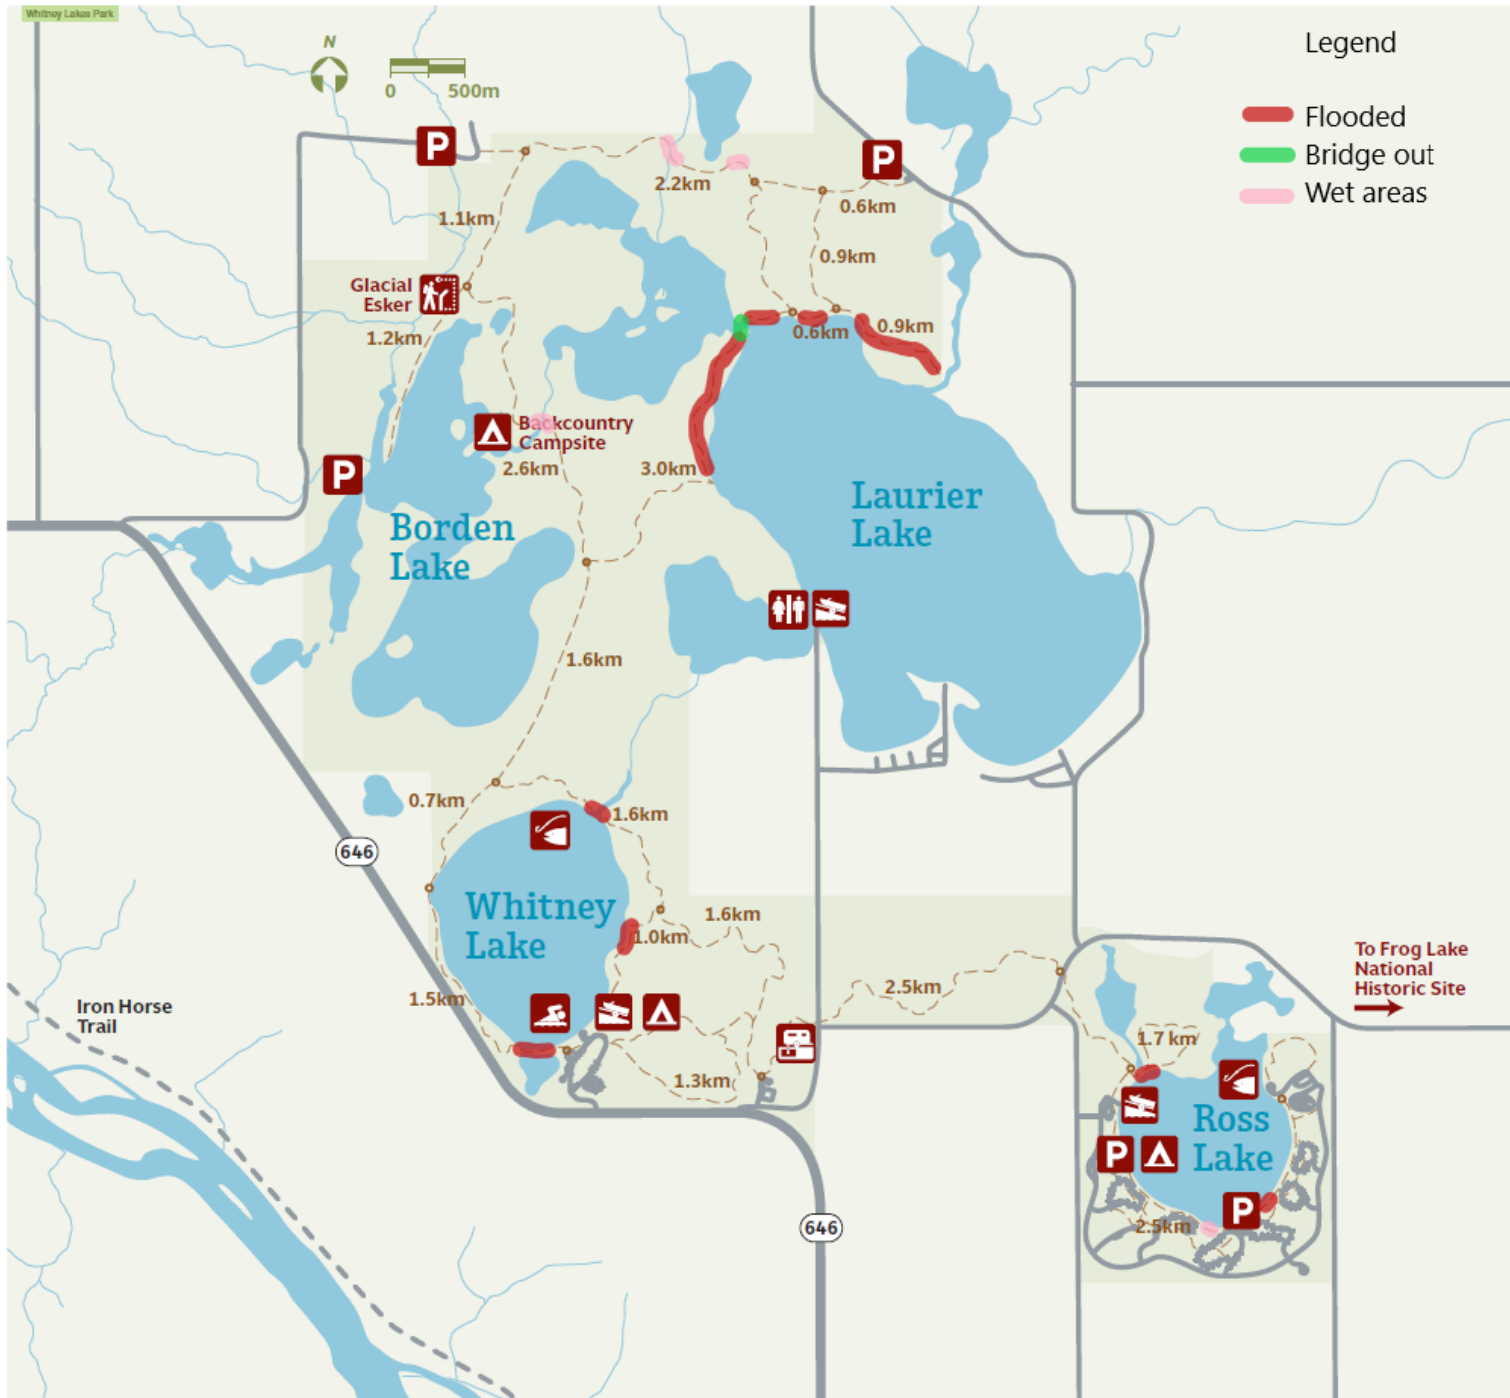 Whitney Lakes Park
N
0 500m
Legend
Flooded
Bridge out
Wet areas
P
P
2.2km
0.6km
1.1km
0.9km
Glacial
Esker
1.2km
0.6km
0.9km
Backcountry
Campsite
2.6km
3.0km
P
Laurier
Lake
Borden
Lake
1.6km
0.7km
1.6km
646
Whitney
Lake
1.6km
1.0km
1.5km
2.5km
To Frog Lake
National
Historic Site
Iron Horse
Trail
1.7 km
1.3km
Ross
Lake
P
P
2.5km
646